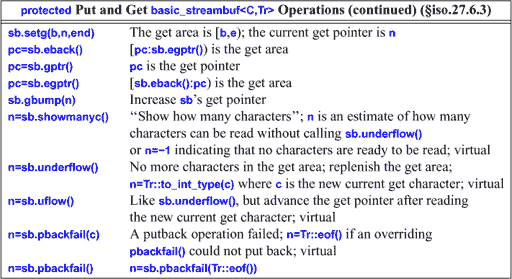 protected Put and Get basic_streambuf<C,Tr> Operations (continued) (§iso.27.6.3)
sb.setg(b,n,end) The get area is [b,e); the current get pointer is n
pc=sb.eback() [pc:sb.egptr()) is the get area
pc=sb.gptr() pc is the get pointer
pc=sb.egptr() [sb.eback():pc) is the get area
sb.gbump(n) Increase sb’s get pointer
n=sb.showmanyc() ‘‘Show how many characters’’; n is an estimate of how many
characters can be read without calling sb.underflow()
or n=−1 indicating that no characters are ready to be read; virtual
n=sb.underflow() No more characters in the get area; replenish the get area;
n=Tr::to_int_type(c) where c is the new current get character; virtual
n=sb.uflow() Like sb.underflow(), but advance the get pointer after reading
the new current get character; virtual
n=sb.pbackfail(c) A putback operation failed; n=Tr::eof() if an overriding
pbackfail() could not put back; virtual
n=sb.pbackfail() n=sb.pbackfail(Tr::eof())